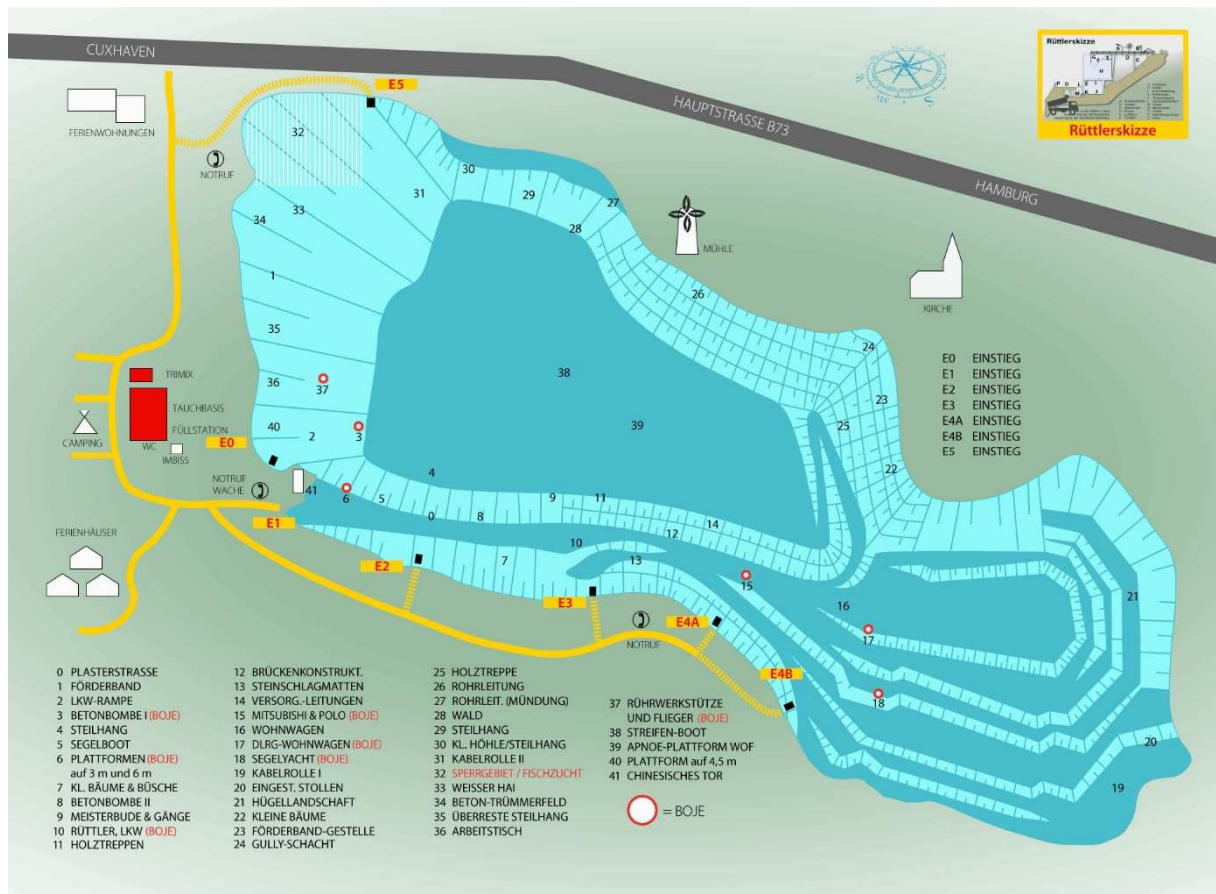 CUXHAVEN
HAUPTSTRASSE B73
HAMBURG
E5
FERIENWOHNUNGEN
NOTRUF
Rüttlerskizze
Rüttlerskizze
MÜHLE
KIRCHE
32
33
34
1
35
36
37
40
2
3
31
30
29
28
27
26
24
23
25
22
38
39
4
41
6
5
0
8
9
11
12
14
10
7
13
15
16
17
18
21
20
19
TRIMIX
TAUCHBASIS
FÜLLSTATION
WC
IMBISS
CAMPING
E0
NOTRUF
WACHE
E1
E2
E3
E4A
E4B
NOTRUF
FERIENHÄUSER
E0 EINSTIEG
E1 EINSTIEG
E2 EINSTIEG
E3 EINSTIEG
E4A EINSTIEG
E4B EINSTIEG
E5 EINSTIEG
0 PLASTERSTRASSE
1 FÖRDERBAND
2 LKW-RAMPE
3 BETONBOMBE I (BOJE)
4 STEILHANG
5 SEGELBOOT
6 PLATTFORMEN (BOJE)
auf 3 m und 6 m
7 KL. BÄUME & BÜSCHE
8 BETONBOMBE II
9 MEISTERBUDE & GÄNGE
10 RÜTTLER, LKW (BOJE)
11 HOLZTREPPEN
12 BRÜCKENKONSTRUKT.
13 STEINSCHLAGMATTEN
14 VERSORG.-LEITUNGEN
15 MITSUBISHI & POLO (BOJE)
16 WOHNWAGEN
17 DLRG-WOHNWAGEN (BOJE)
18 SEGELYACHT (BOJE)
19 KABELROLLE I
20 EINGEST. STOLLEN
21 HÜGELLANDSCHAFT
22 KLEINE BÄUME
23 FÖRDERBAND-GESTELLE
24 GULLY-SCHACHT
25 HOLZTREPPE
26 ROHRLEITUNG
27 ROHRLEIT. (MÜNDUNG)
28 WALD
29 STEILHANG
30 KL. HÖHLE/STEILHANG
31 KABELROLLE II
32 SPERRGEBIET / FISCHZUCHT
33 WEISSER HAI
34 BETON-TRÜMMERFELD
35 ÜBERRESTE STEILHANG
36 ARBEITSTISCH
37 RÜHRWERKSTÜTZE
UND FLIEGER (BOJE)
38 STREIFEN-BOOT
39 APNOE-PLATTFORM WOF
40 PLATTFORM auf 4,5 m
41 CHINESISCHES TOR
= BOJE